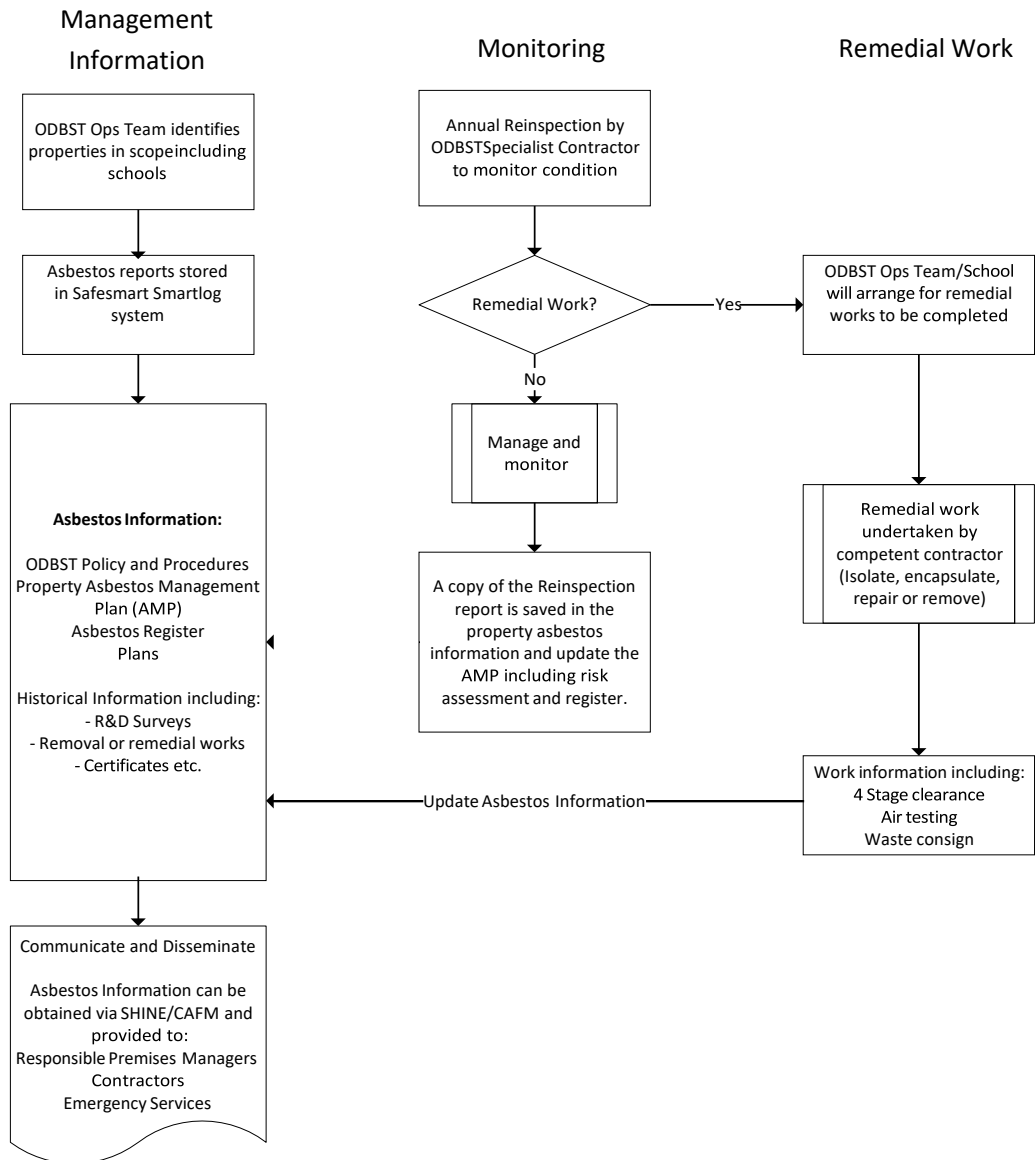 Management
Information
ODBST Ops Team identifies
properties in scopeincluding
schools
Asbestos reports stored
in Safesmart Smartlog
system
Asbestos Information:
ODBST Policy and Procedures
Property Asbestos Management
Plan (AMP)
Asbestos Register
Plans
Historical Information including:
- R&D Surveys
- Removal or remedial works
- Certificates etc.
Communicate and Disseminate
Asbestos Information can be
obtained via SHINE/CAFM and
provided to:
Responsible Premises Managers
Contractors
Emergency Services
Monitoring
Annual Reinspection by
ODBSTSpecialist Contractor
to monitor condition
Remedial Work?
Yes
No
Manage and
monitor
A copy of the Reinspection
report is saved in the
property asbestos
information and update the
AMP including risk
assessment and register.
Update Asbestos Information
Remedial Work
ODBST Ops Team/School
will arrange for remedial
works to be completed
Remedial work
undertaken by
competent contractor
(Isolate, encapsulate,
repair or remove)
Work information including:
4 Stage clearance
Air testing
Waste consign